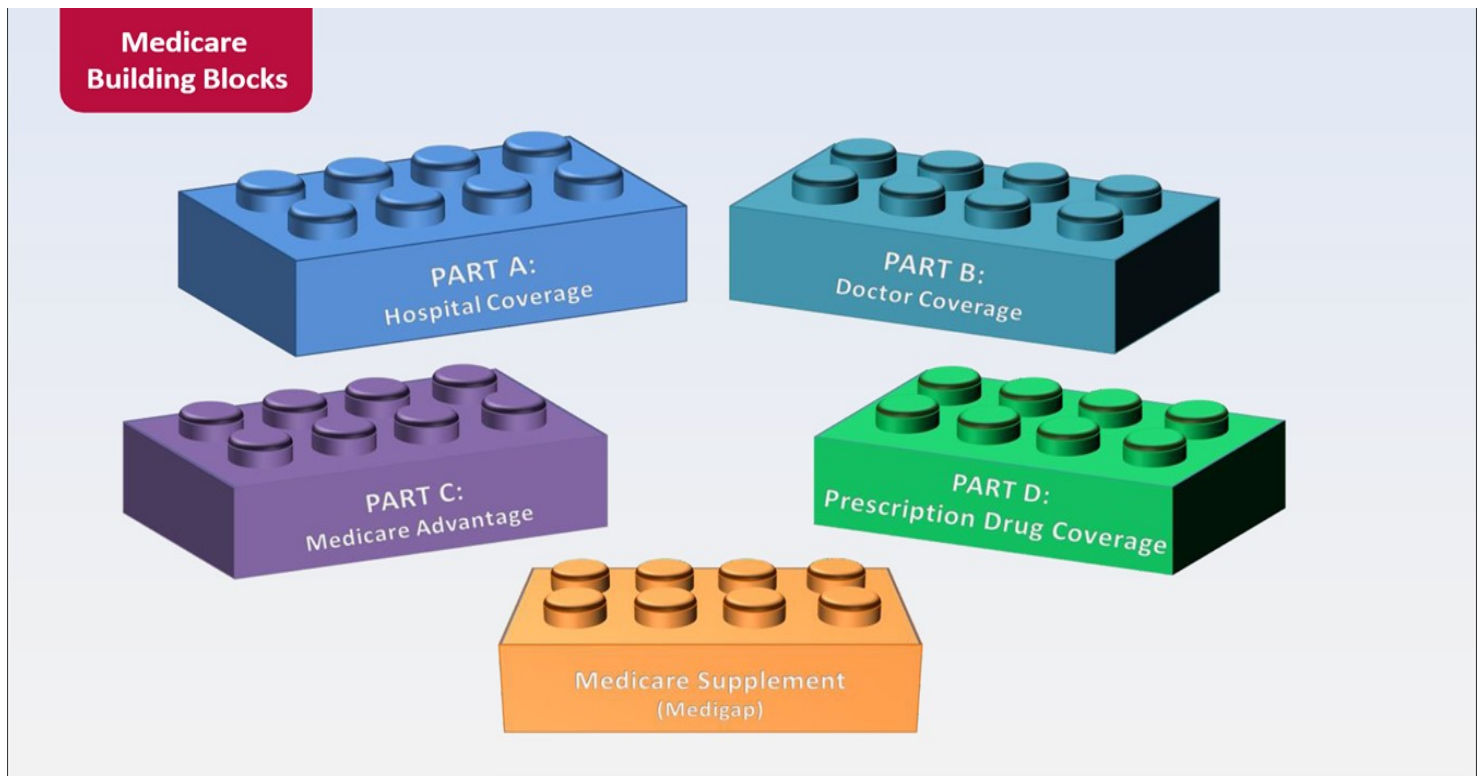 Medicare
Building Blocks
PART A:
Hospital Coverage
PART B:
Doctor Coverage
PART C:
Medicare Advantage
PART D:
Prescription Drug Coverage
Medicare Supplement
(Medigap)